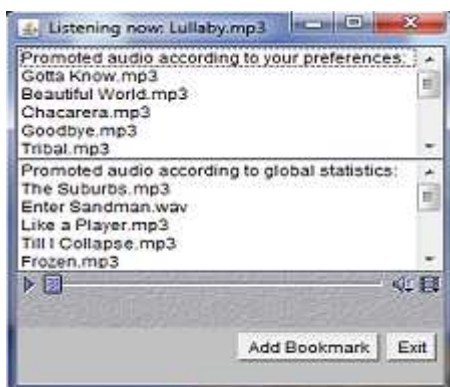 Listening now: Lullaby.mp3
Promoted audio according to your preferences:
Gotta Know.mp3
Beautiful World.mp3
Chacarera.mp3
Goodbye.mp3
Tribal.mp3
Promoted audio according to global statistics:
The Suburbs.mp3
Enter Sandman.wav
Like a Player.mp3
Till I Collapse.mp3
Frozen.mp3
Add Bookmark Exit